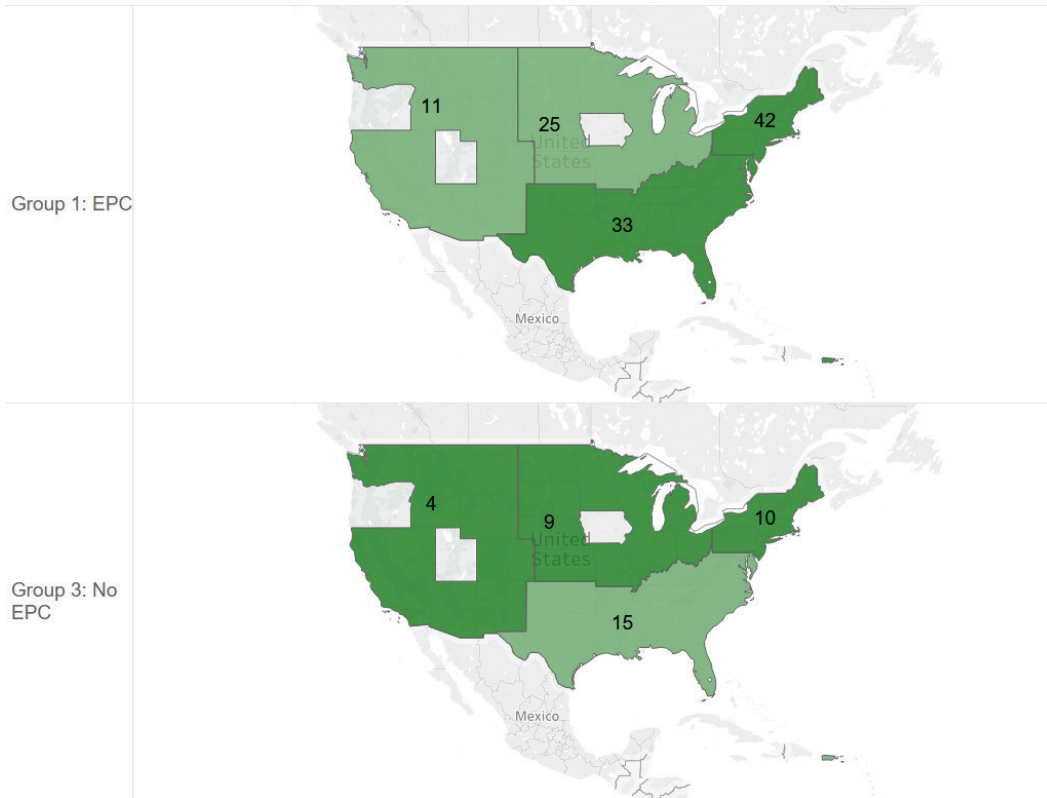 11
42
25
United
States
Group 1: EPC
33
Mexico
4
10
9
United
States
Group 3: No
EPC
15
Mexico